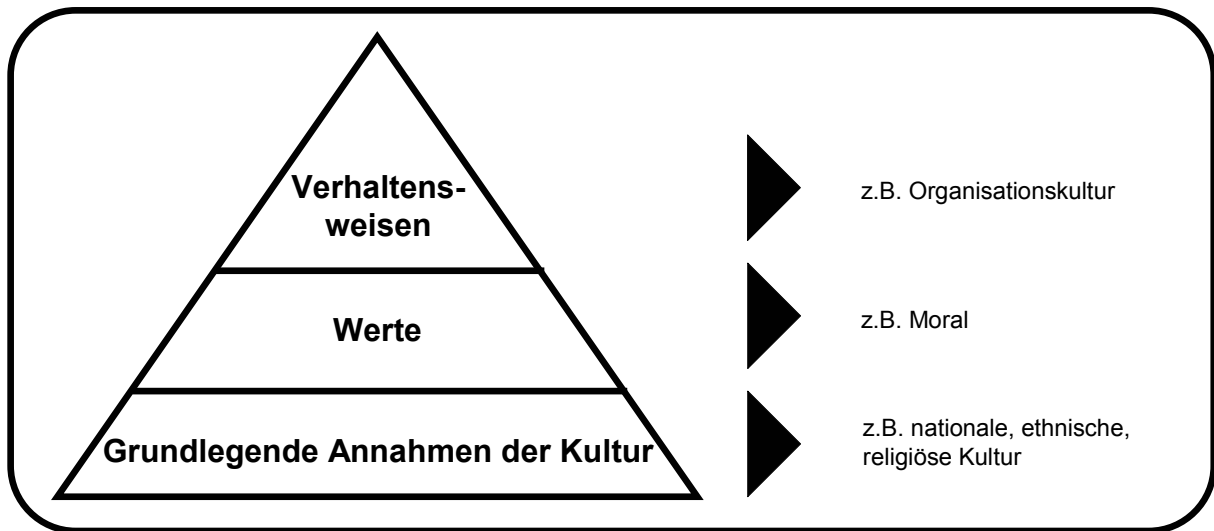 Verhaltens-
weisen
z.B. Organisationskultur
Werte
z.B. Moral
Grundlegende Annahmen der Kultur
z.B. nationale, ethnische,
religiöse Kultur